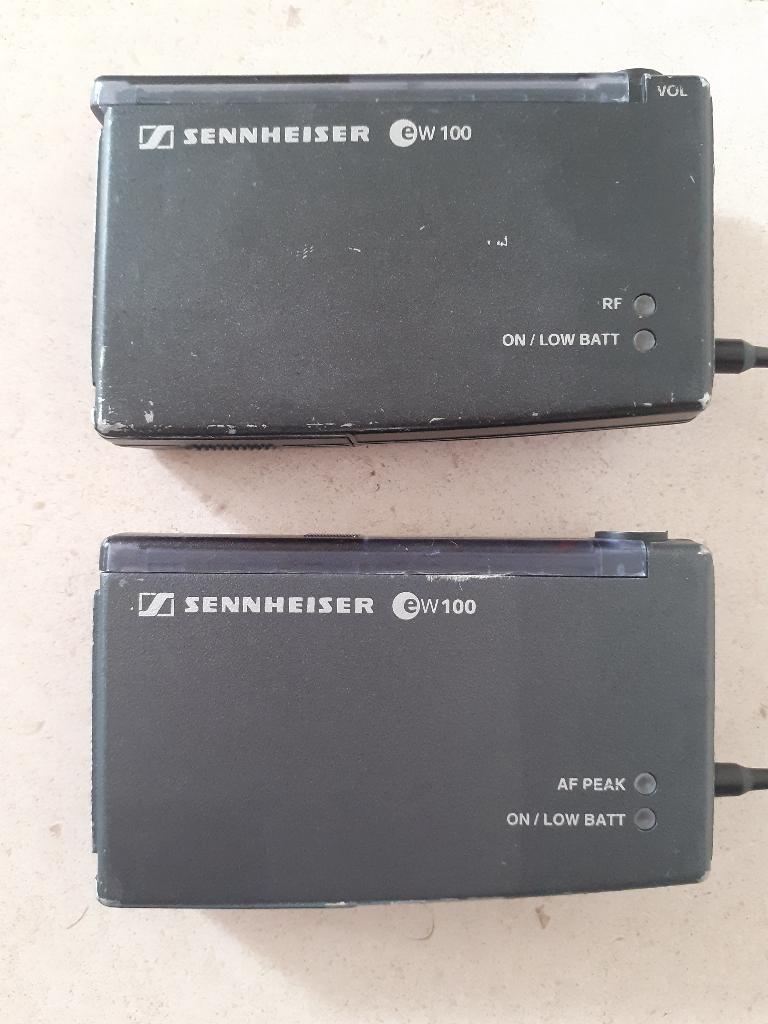 VOL
SENNHEISER ew 100
RF
ON / LOW BATT
SENNHEISER ew 100
AF PEAK
ON / LOW BATT